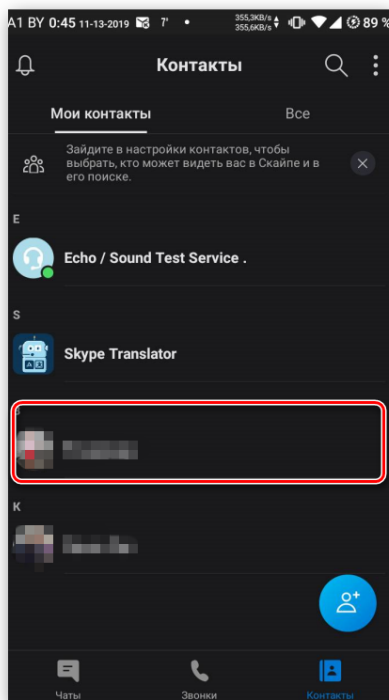 A1 BY 0:45 11-13-2019 7' • 355,3KB/s 355,6KB/s 89 %
Контакты
Мои контакты Все
Зайдите в настройки контактов, чтобы
выбрать, кто может видеть вас в Скайпе и в
его поиске.
E
Echo / Sound Test Service .
S
Skype Translator
К
Чаты Звонки Контакты